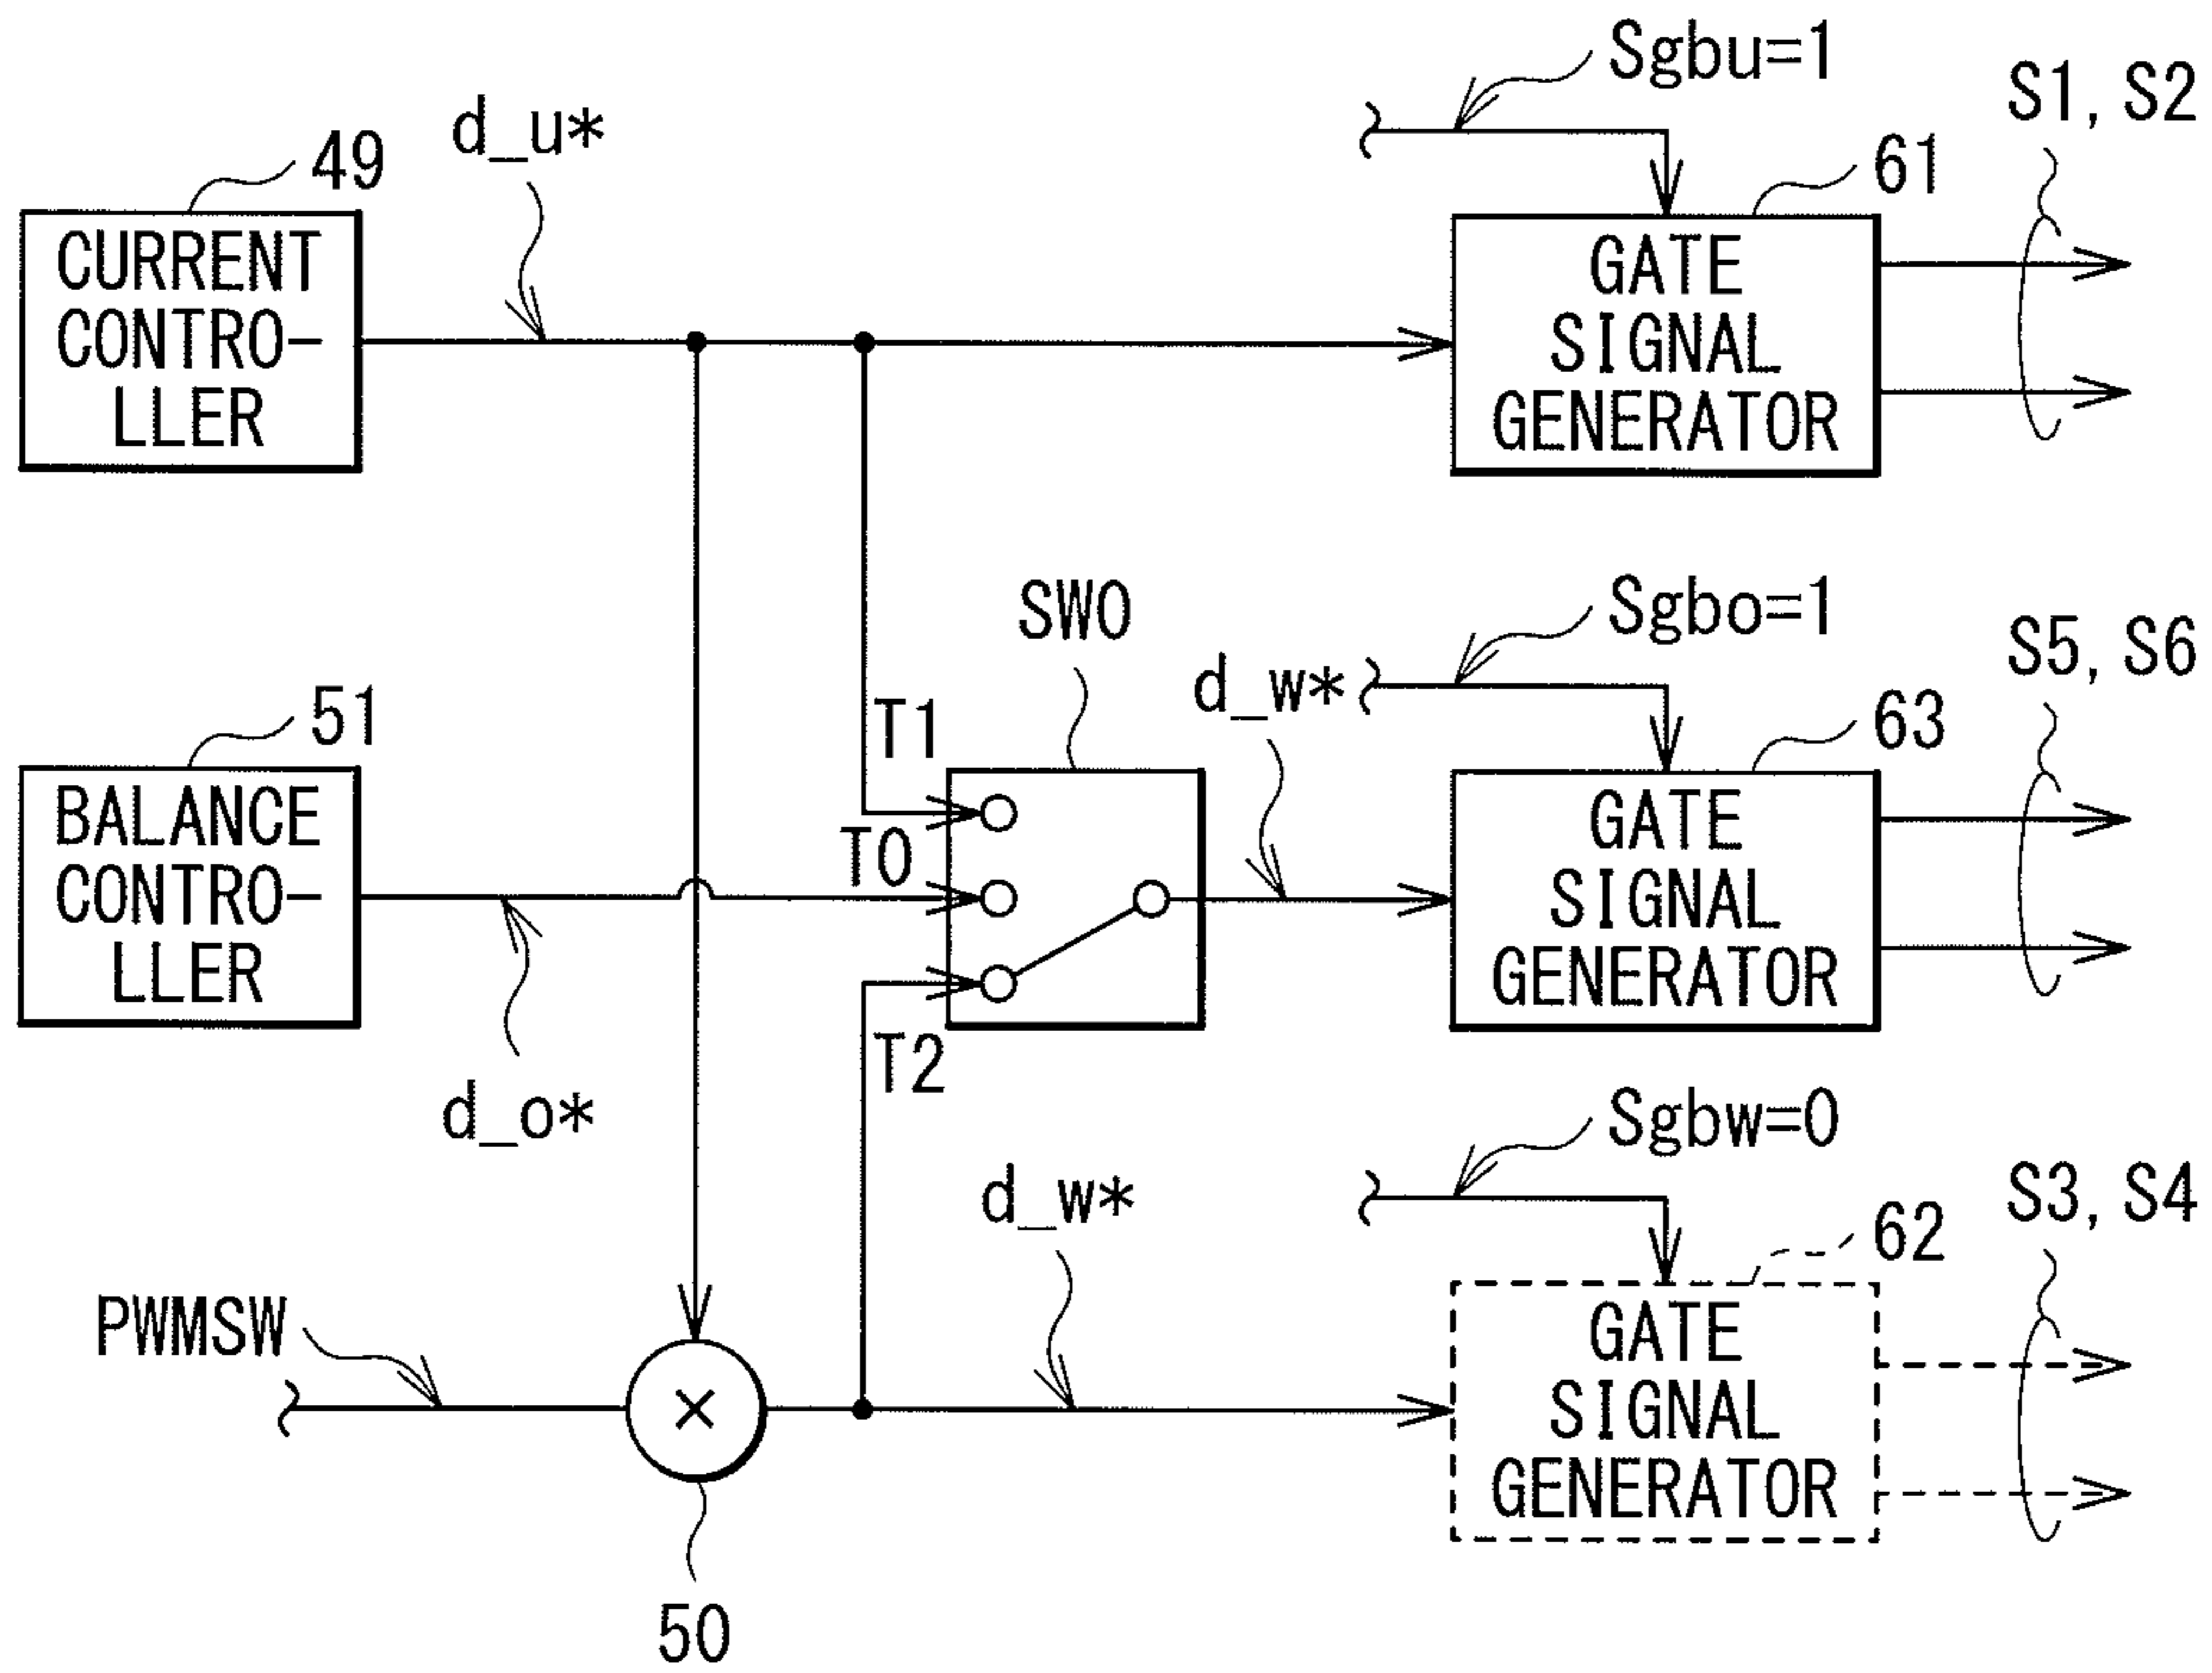 Sgbu=1
S1, S2
d_u*
49
61
CURRENT
CONTRO-
LLER
GATE
SIGNAL
GENERATOR
SWO
Sgbo=1
S5, S6
d_w*
51
T1
63
BALANCE
CONTRO-
LLER
T0
GATE
SIGNAL
GENERATOR
T2
d_o*
Sgbw=0
S3, S4
d_w*
62
PWMSW
×
GATE
SIGNAL
GENERATOR
50